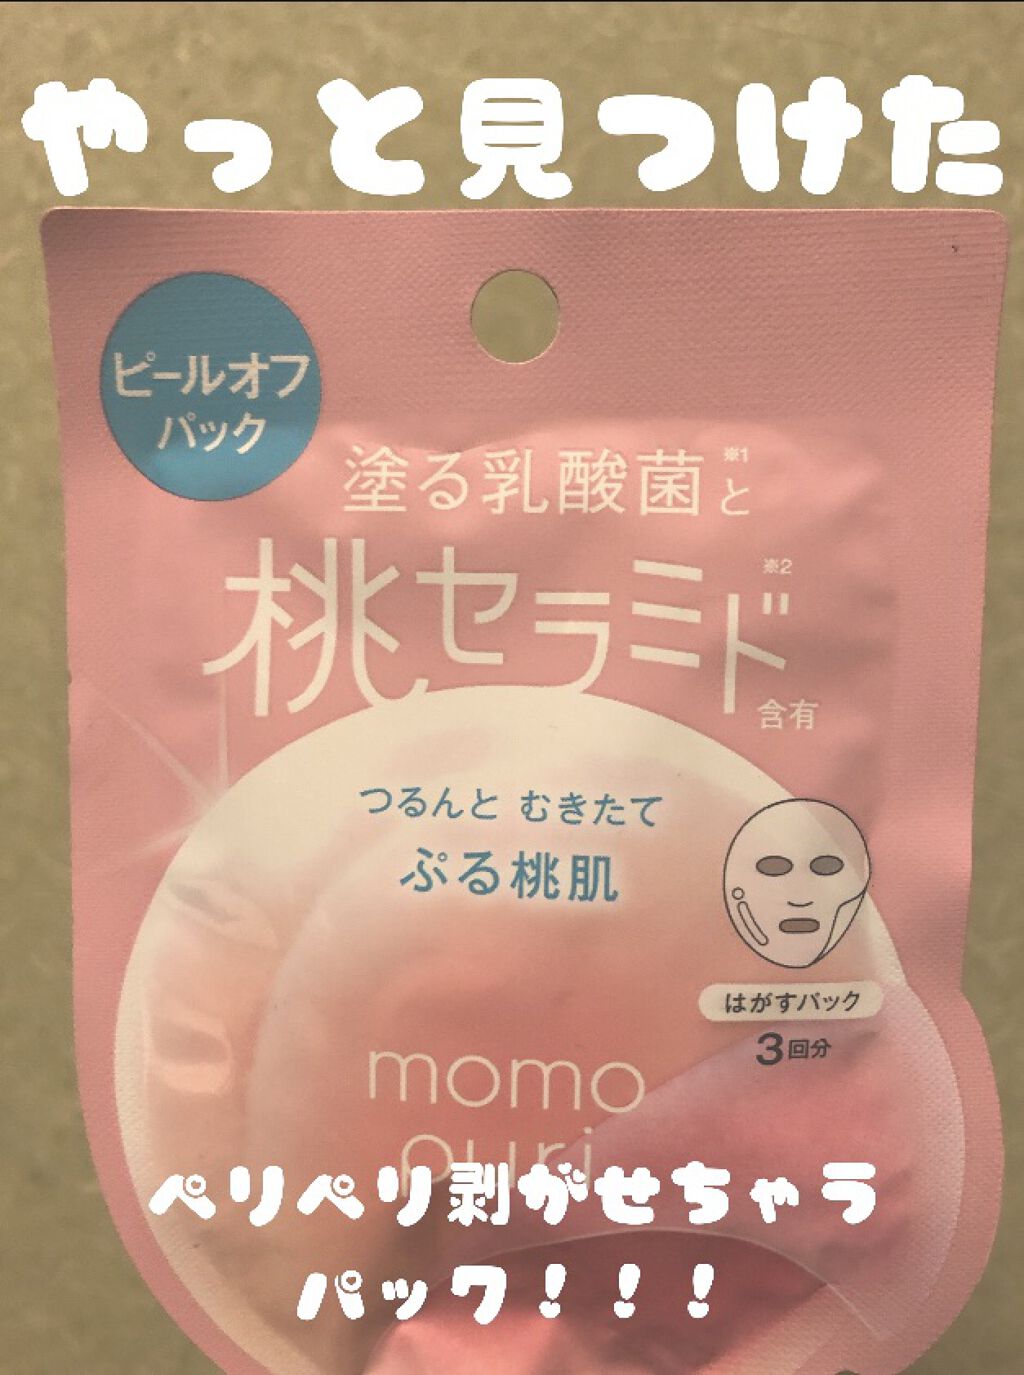 やっと見つけた
ピールオフ
パック
塗る乳酸菌※1と
桃セラミド※2
含有
つるんと むきたて
ぷる桃肌
はがすパック
3回分
momo
puri
ペリペリ剥がせちゃう
パック！！！